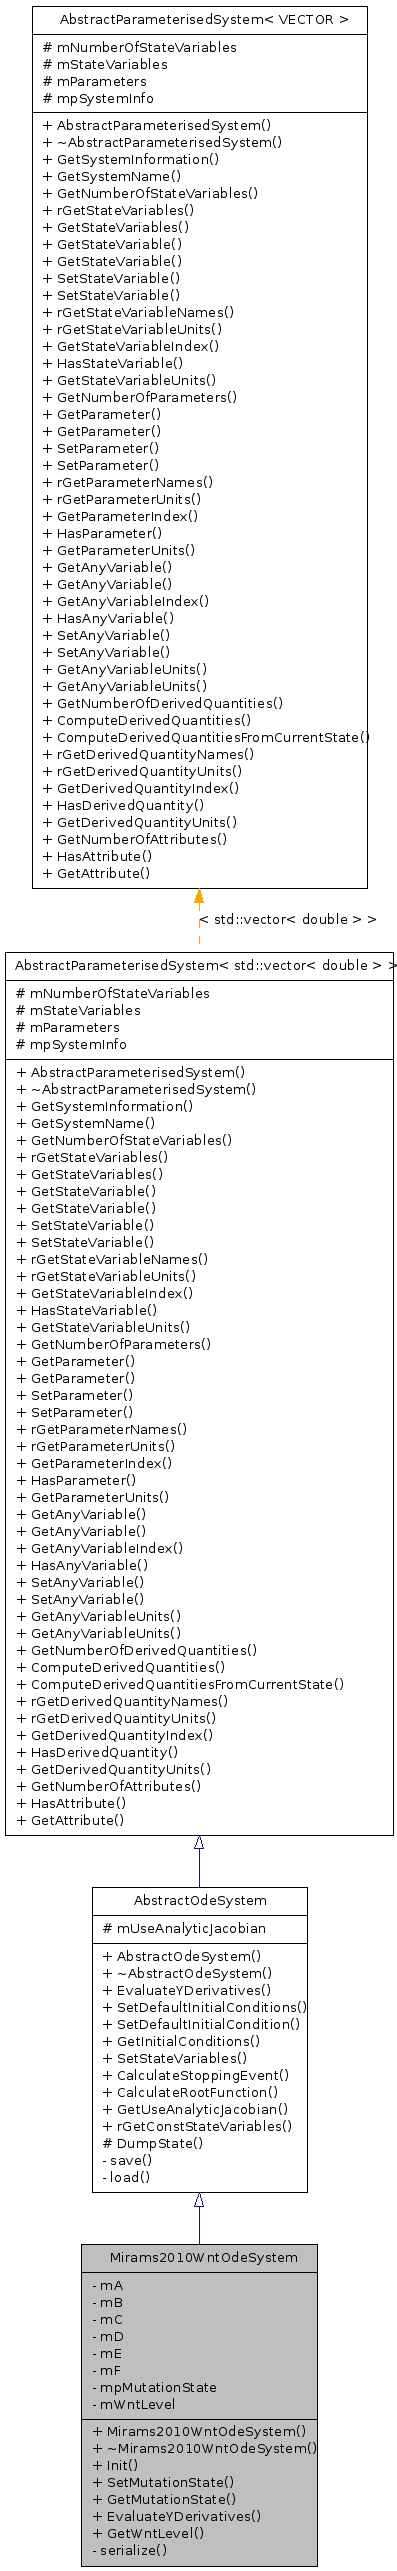 AbstractParameterisedSystem< VECTOR >
# mNumberOfStateVariables
# mStateVariables
# mParameters
# mpSystemInfo
+ AbstractParameterisedSystem()
+ ~AbstractParameterisedSystem()
+ GetSystemInformation()
+ GetSystemName()
+ GetNumberOfStateVariables()
+ rGetStateVariables()
+ GetStateVariables()
+ GetStateVariable()
+ GetStateVariable()
+ SetStateVariable()
+ SetStateVariable()
+ rGetStateVariableNames()
+ rGetStateVariableUnits()
+ GetStateVariableIndex()
+ HasStateVariable()
+ GetStateVariableUnits()
+ GetNumberOfParameters()
+ GetParameter()
+ GetParameter()
+ SetParameter()
+ SetParameter()
+ rGetParameterNames()
+ rGetParameterUnits()
+ GetParameterIndex()
+ HasParameter()
+ GetParameterUnits()
+ GetAnyVariable()
+ GetAnyVariable()
+ GetAnyVariableIndex()
+ HasAnyVariable()
+ SetAnyVariable()
+ SetAnyVariable()
+ GetAnyVariableUnits()
+ GetAnyVariableUnits()
+ GetNumberOfDerivedQuantities()
+ ComputeDerivedQuantities()
+ ComputeDerivedQuantitiesFromCurrentState()
+ rGetDerivedQuantityNames()
+ rGetDerivedQuantityUnits()
+ GetDerivedQuantityIndex()
+ HasDerivedQuantity()
+ GetDerivedQuantityUnits()
+ GetNumberOfAttributes()
+ HasAttribute()
+ GetAttribute()
< std::vector< double > >
AbstractParameterisedSystem< std::vector< double > >
# mNumberOfStateVariables
# mStateVariables
# mParameters
# mpSystemInfo
+ AbstractParameterisedSystem()
+ ~AbstractParameterisedSystem()
+ GetSystemInformation()
+ GetSystemName()
+ GetNumberOfStateVariables()
+ rGetStateVariables()
+ GetStateVariables()
+ GetStateVariable()
+ GetStateVariable()
+ SetStateVariable()
+ SetStateVariable()
+ rGetStateVariableNames()
+ rGetStateVariableUnits()
+ GetStateVariableIndex()
+ HasStateVariable()
+ GetStateVariableUnits()
+ GetNumberOfParameters()
+ GetParameter()
+ GetParameter()
+ SetParameter()
+ SetParameter()
+ rGetParameterNames()
+ rGetParameterUnits()
+ GetParameterIndex()
+ HasParameter()
+ GetParameterUnits()
+ GetAnyVariable()
+ GetAnyVariable()
+ GetAnyVariableIndex()
+ HasAnyVariable()
+ SetAnyVariable()
+ SetAnyVariable()
+ GetAnyVariableUnits()
+ GetAnyVariableUnits()
+ GetNumberOfDerivedQuantities()
+ ComputeDerivedQuantities()
+ ComputeDerivedQuantitiesFromCurrentState()
+ rGetDerivedQuantityNames()
+ rGetDerivedQuantityUnits()
+ GetDerivedQuantityIndex()
+ HasDerivedQuantity()
+ GetDerivedQuantityUnits()
+ GetNumberOfAttributes()
+ HasAttribute()
+ GetAttribute()
AbstractOdeSystem
# mUseAnalyticJacobian
+ AbstractOdeSystem()
+ ~AbstractOdeSystem()
+ EvaluateYDerivatives()
+ SetDefaultInitialConditions()
+ SetDefaultInitialCondition()
+ GetInitialConditions()
+ SetStateVariables()
+ CalculateStoppingEvent()
+ CalculateRootFunction()
+ GetUseAnalyticJacobian()
+ rGetConstStateVariables()
# DumpState()
- save()
- load()
Mirams2010WntOdeSystem
- mA
- mB
- mC
- mD
- mE
- mF
- mpMutationState
- mWntLevel
+ Mirams2010WntOdeSystem()
+ ~Mirams2010WntOdeSystem()
+ Init()
+ SetMutationState()
+ GetMutationState()
+ EvaluateYDerivatives()
+ GetWntLevel()
- serialize()